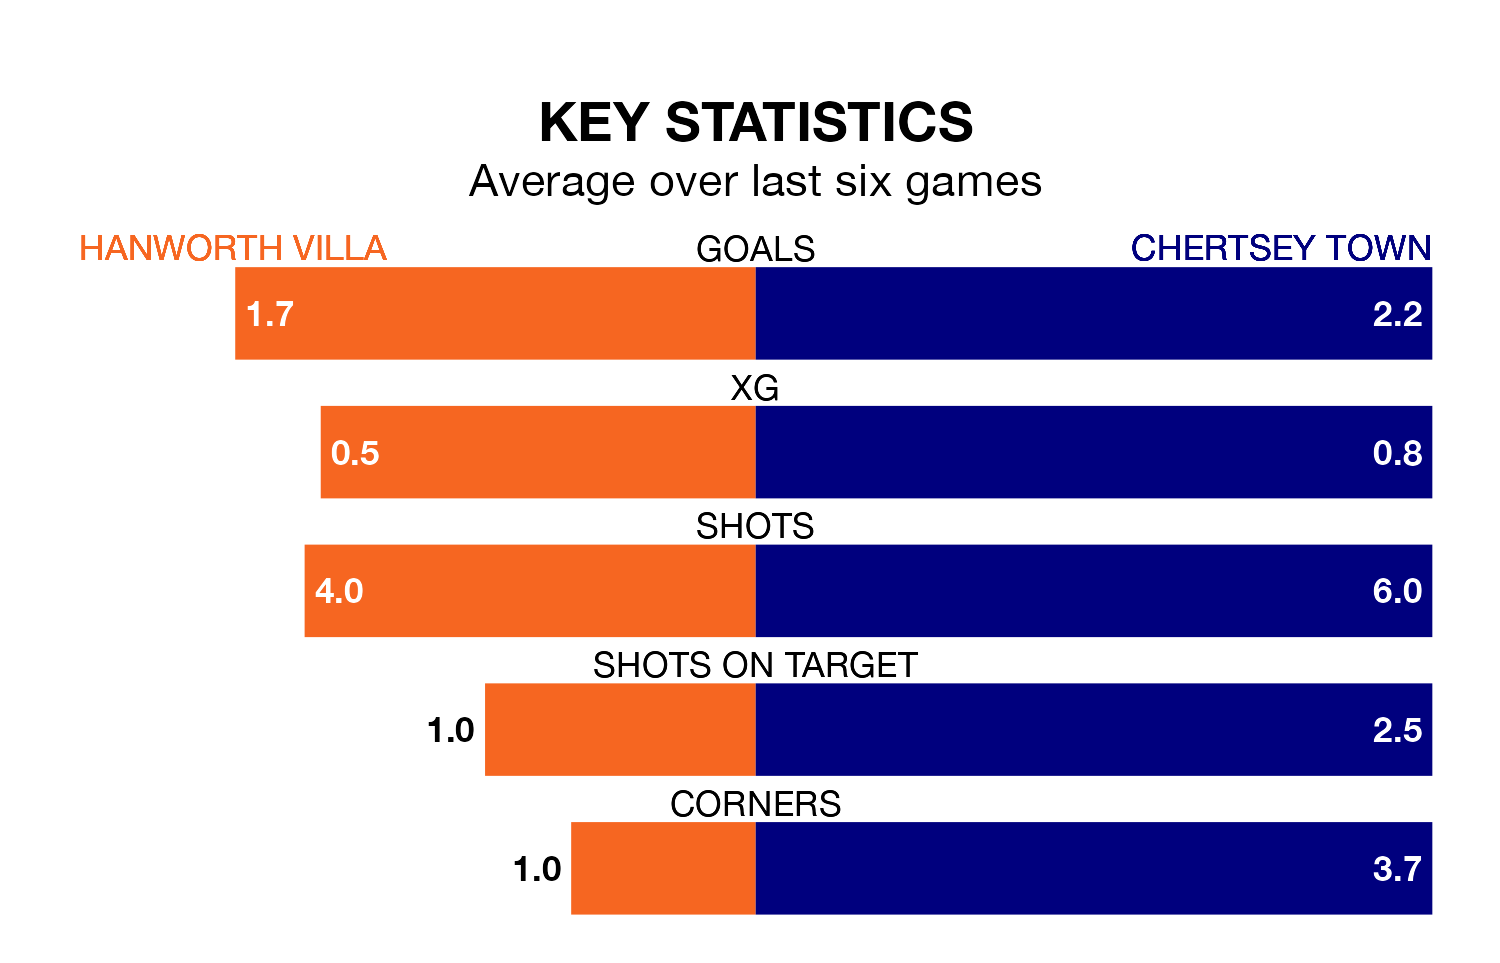 KEY STATISTICS
Average over last six games
HANWORTH VILLA GOALS CHERTSEY TOWN
1.7 2.2
XG
0.5 0.8
SHOTS
4.0 6.0
SHOTS ON TARGET
1.0 2.5
CORNERS
1.0 3.7